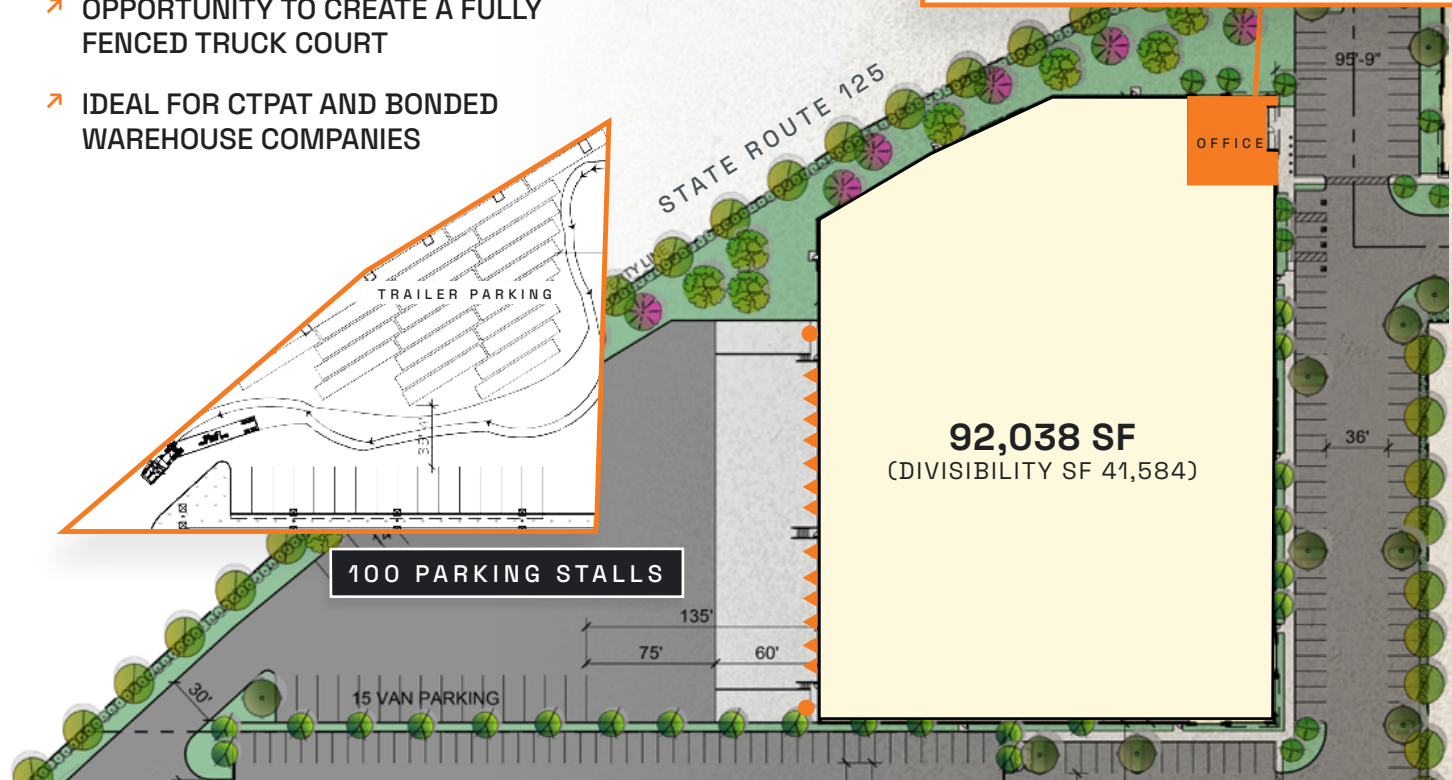 OPPORTUNITY TO CREATE A FULLY
FENCED TRUCK COURT
IDEAL FOR CTPAT AND BONDED
WAREHOUSE COMPANIES
STATE ROUTE 125
95'-9"
OFFICE
TRAILER PARKING
92,038 SF
(DIVISIBILITY SF 41,584)
36'
100 PARKING STALLS
135'
75'
60'
30'
15 VAN PARKING